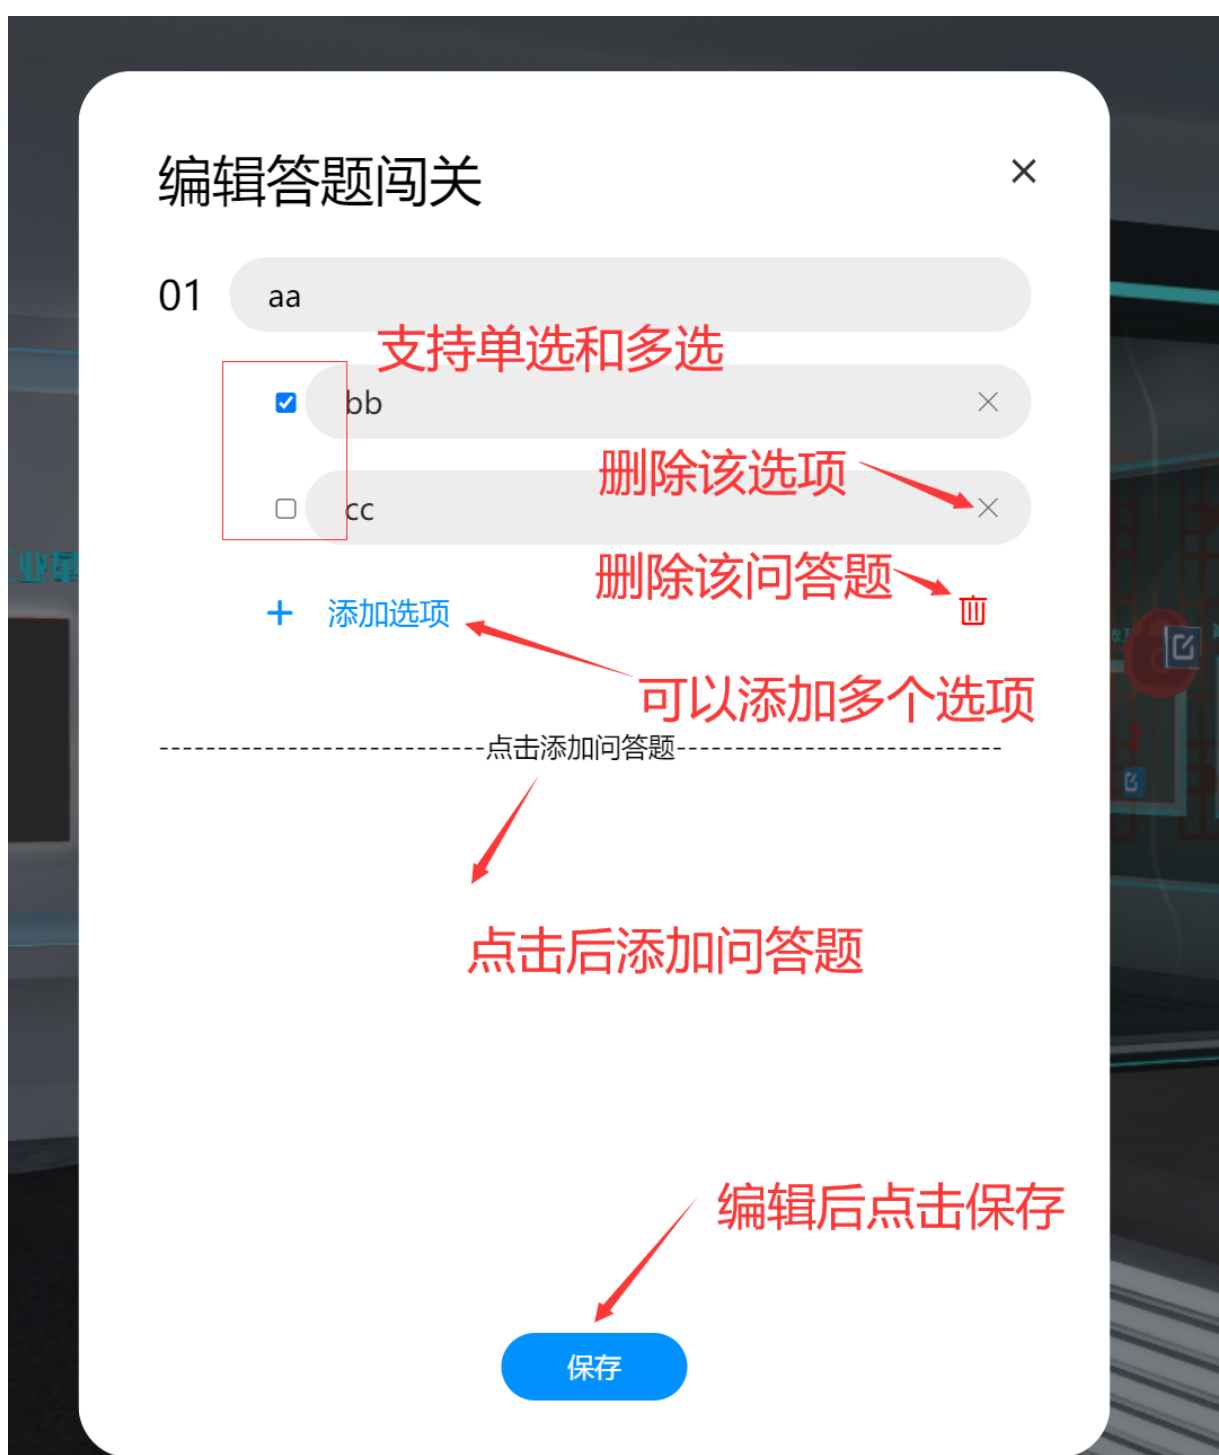 编辑答题闯关
01 aa
支持单选和多选
bb
删除该选项
cc
删除该问答题
添加选项
可以添加多个选项
---------------------------点击添加问答题---------------------------
点击后添加问答题
编辑后点击保存
保存